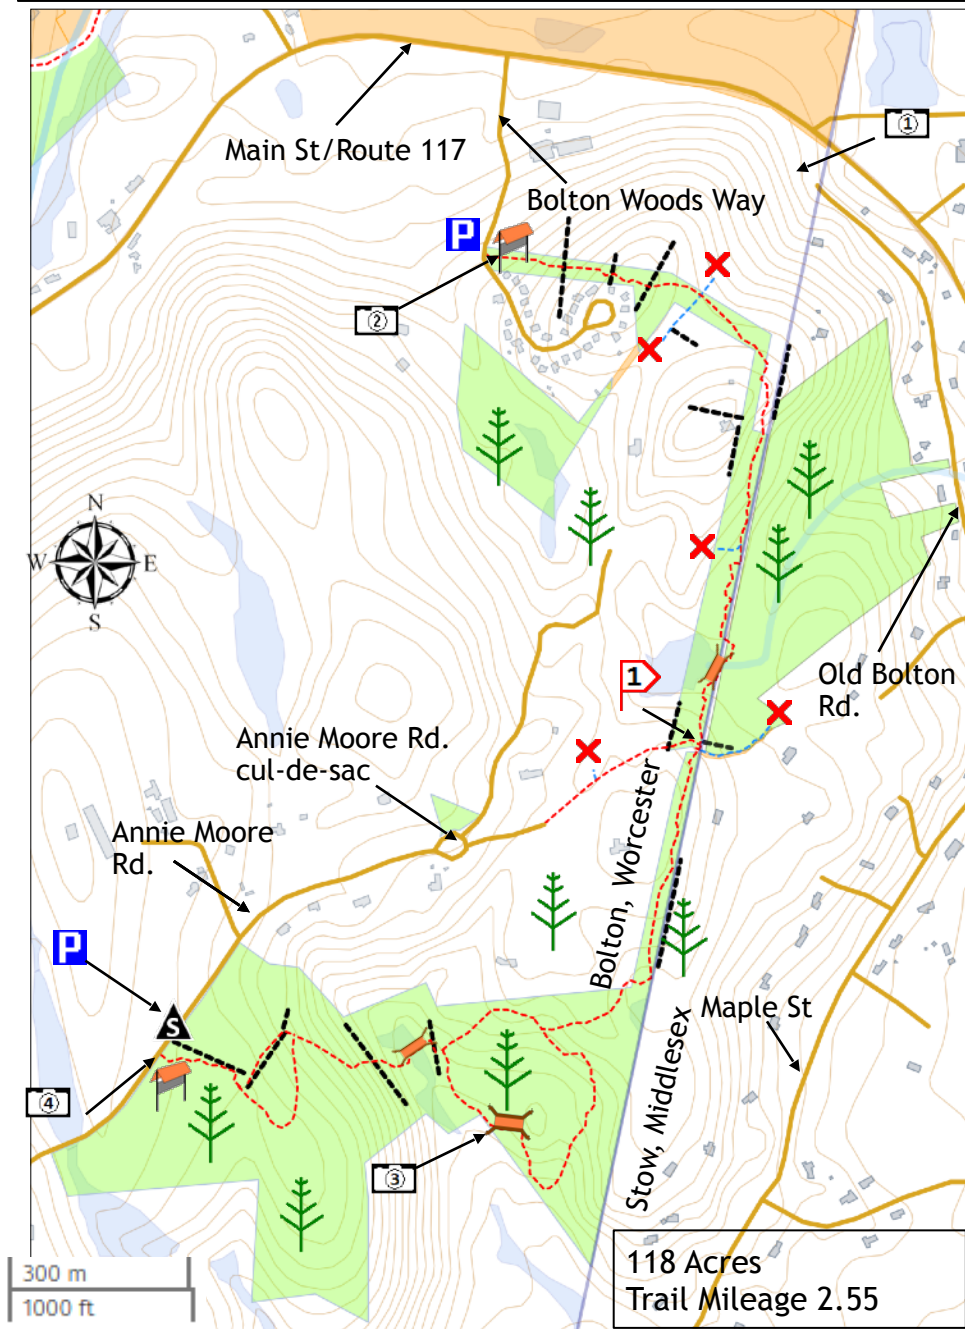 ①
Main St/Route 117
Bolton Woods Way
P
②
N
W E
S
1
Old Bolton
Rd.
Annie Moore Rd.
cul-de-sac
Annie Moore
Rd.
Bolton, Worcester
P
S
Maple St
Stow, Middlesex
④
③
300 m
1000 ft
118 Acres
Trail Mileage 2.55